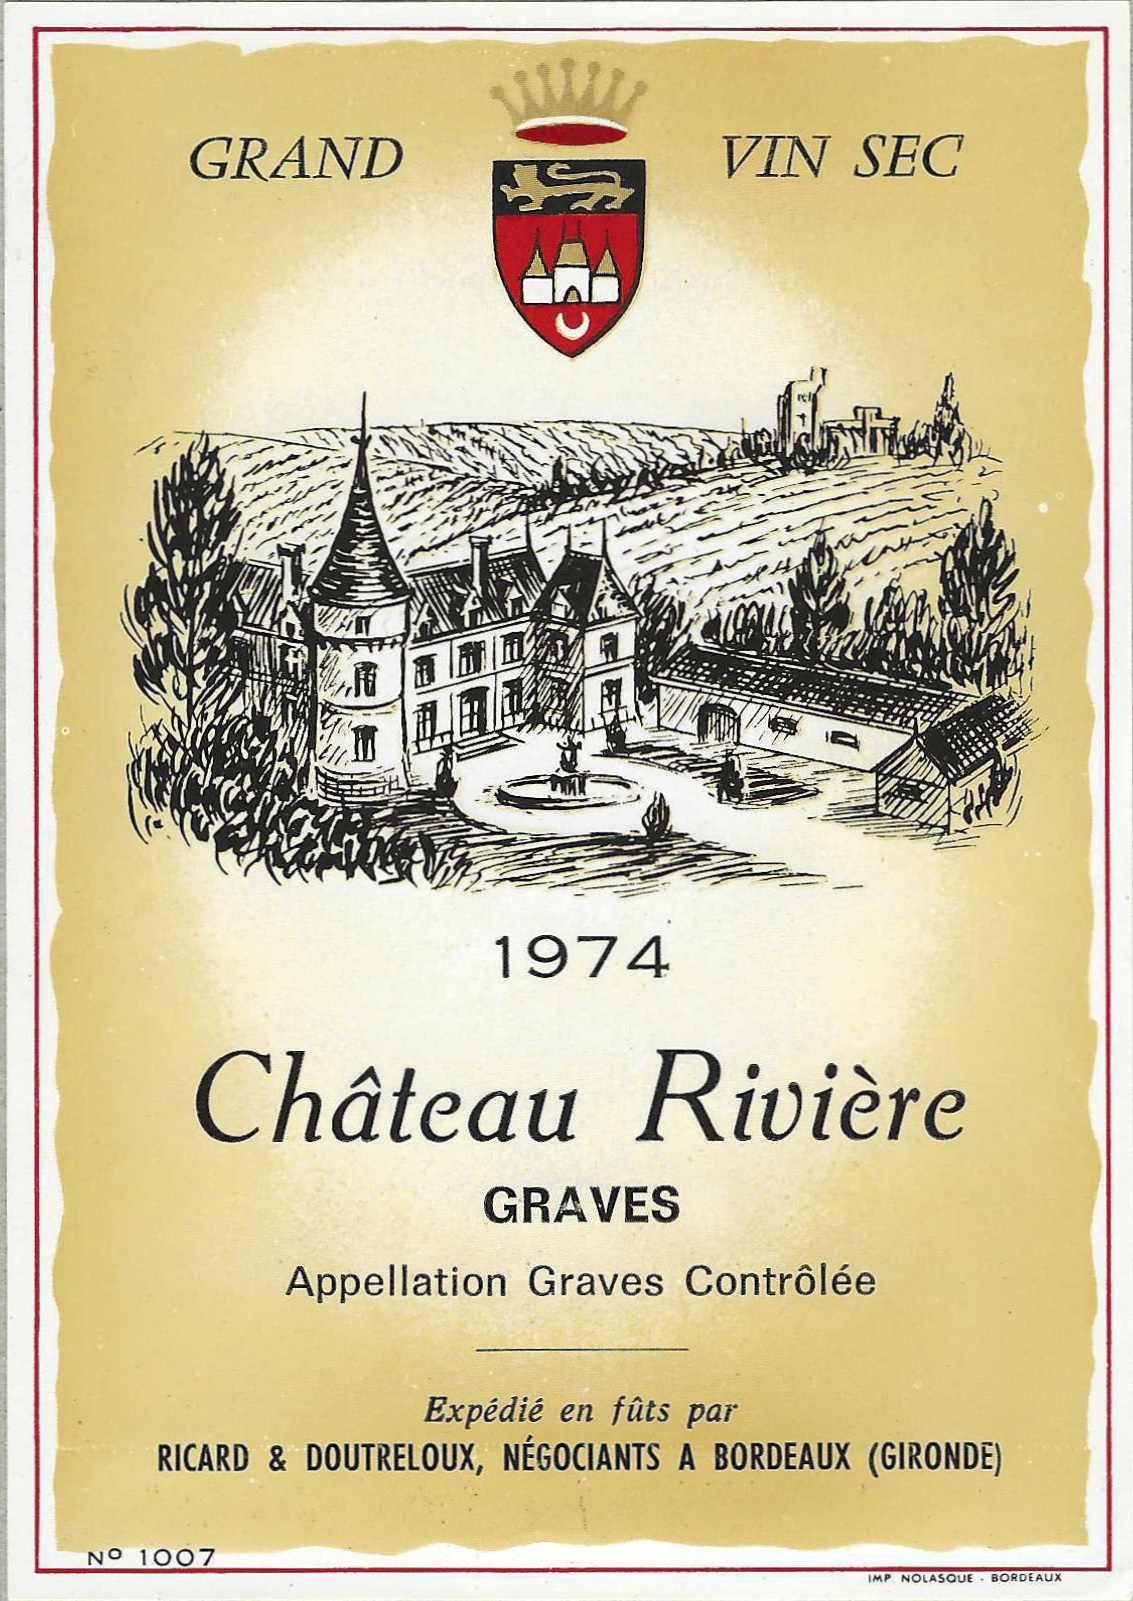 GRAND VIN SEC
1974
Château Rivière
GRAVES
Appellation Graves Contrôlée
Expédié en fûts par
RICARD & DOUTRELOUX, NÉGOCIANTS A BORDEAUX (GIRONDE)
Nº 1007
IMP. NOLASQUE - BORDEAUX